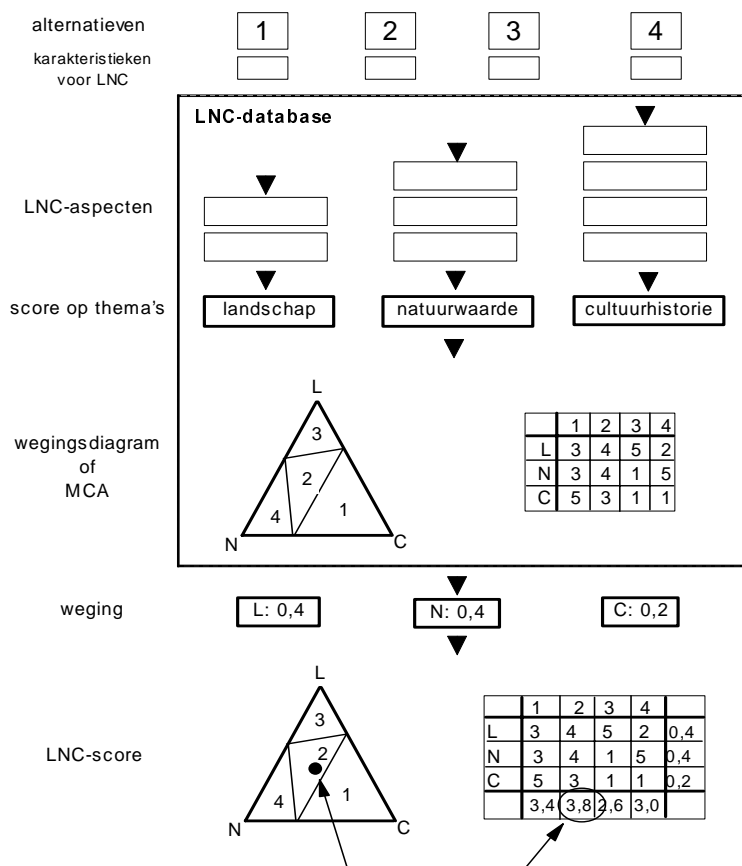 alternatieven 1 2 3 4
karakteristieken
voor LNC
LNC-database
LNC-aspecten
score op thema's landschap natuurwaarde cultuurhistorie
wegingsdiagram
of
MCA
L
3
2
4 1
N C
1 2 3 4
L 3 4 5 2
N 3 4 1 5
C 5 3 1 1
weging L: 0,4 N: 0,4 C: 0,2
LNC-score
L
3
2
4 1
N C
1 2 3 4
L 3 4 5 2 0,4
N 3 4 1 5 0,4
C 5 3 1 1 0,2
3,4 3,8 2,6 3,0